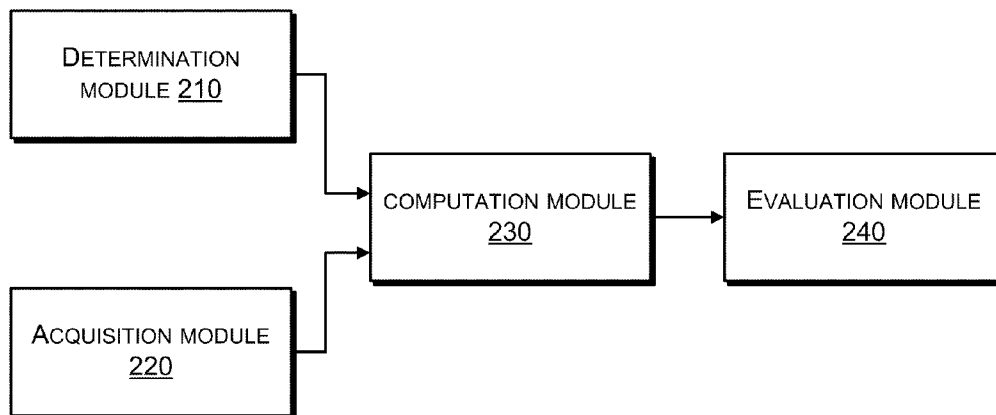 DETERMINATION
MODULE 210
ACQUISITION MODULE
220
COMPUTATION MODULE
230
EVALUATION MODULE
240